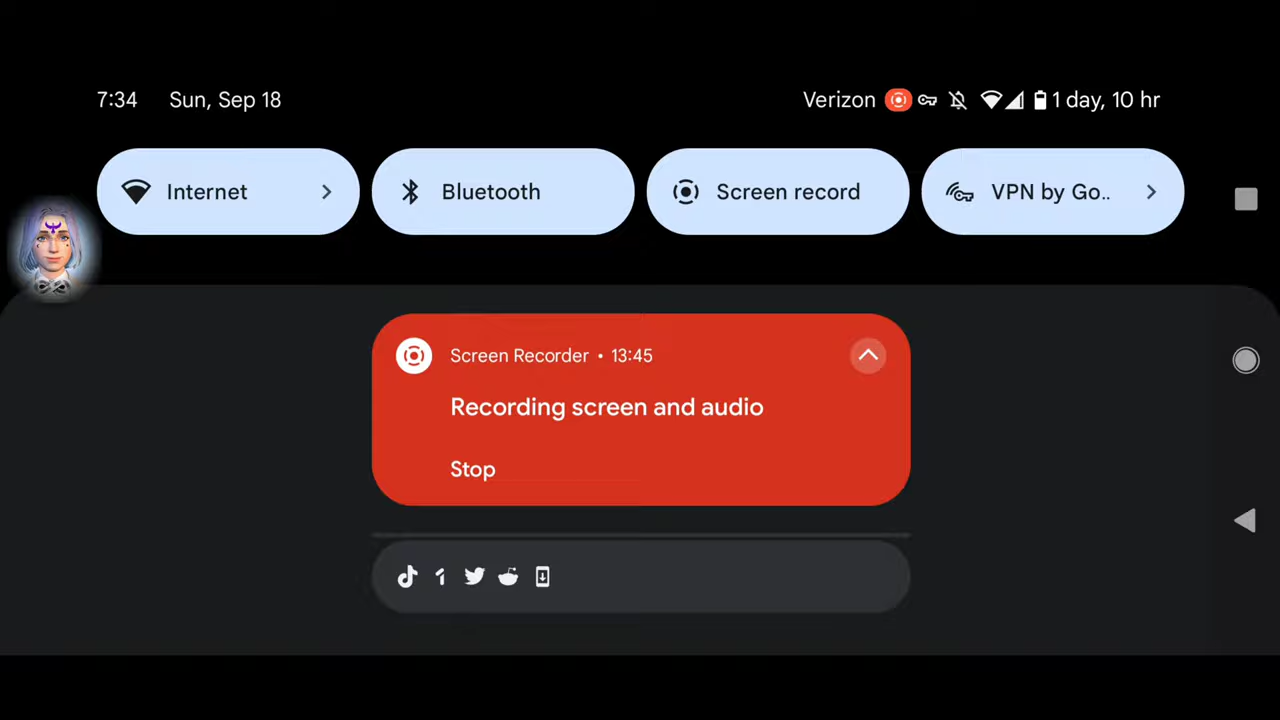 7:34 Sun, Sep 18 Verizon 1 day, 10 hr
Internet Bluetooth Screen record VPN by Go..
Screen Recorder • 13:45
Recording screen and audio
Stop